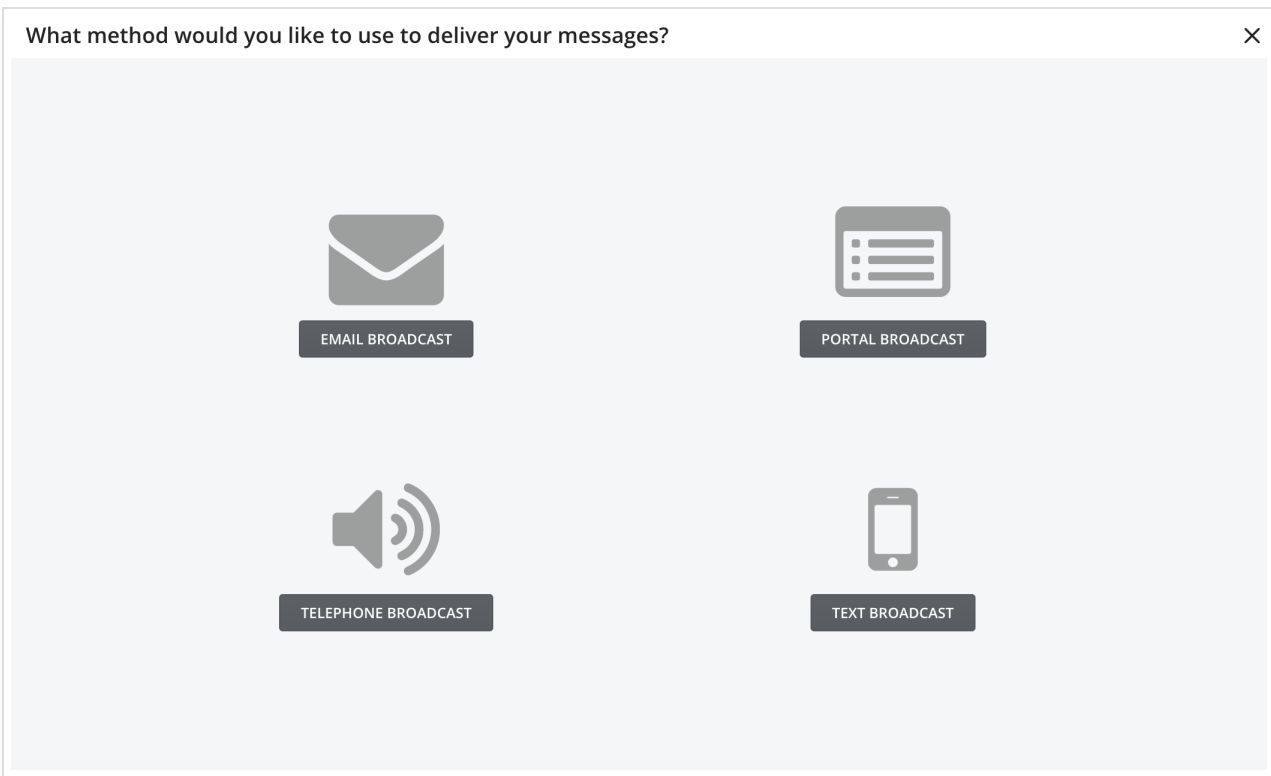 What method would you like to use to deliver your messages?
EMAIL BROADCAST
PORTAL BROADCAST
TELEPHONE BROADCAST
TEXT BROADCAST